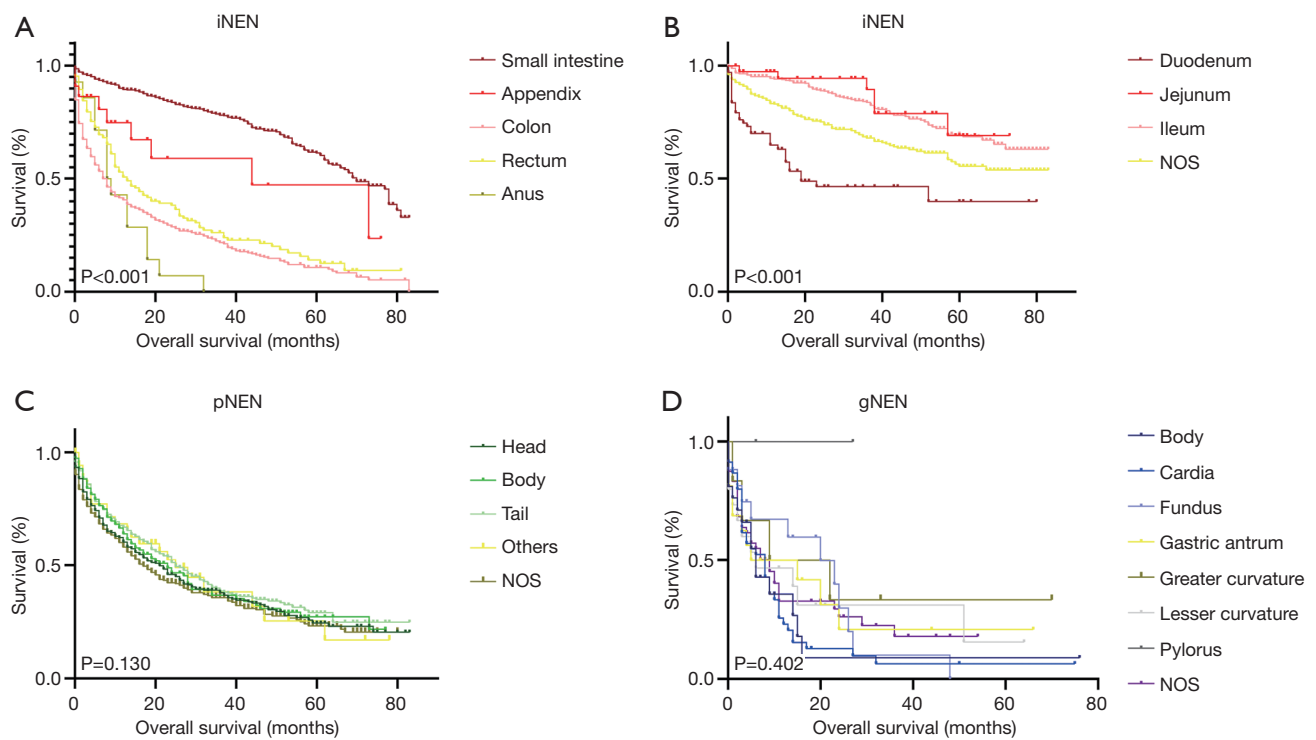 A
iNEN
Survival (%)
1.0
0.5
0.0
P<0.001
0 20 40 60 80
Overall survival (months)
Small intestine
Appendix
Colon
Rectum
Anus
B
iNEN
Survival (%)
1.0
0.5
0.0
P<0.001
0 20 40 60 80
Overall survival (months)
Duodenum
Jejunum
Ileum
NOS
C
pNEN
Survival (%)
1.0
0.5
0.0
P=0.130
0 20 40 60 80
Overall survival (months)
Head
Body
Tail
Others
NOS
D
gNEN
Survival (%)
1.0
0.5
0.0
P=0.402
0 20 40 60 80
Overall survival (months)
Body
Cardia
Fundus
Gastric antrum
Greater curvature
Lesser curvature
Pylorus
NOS